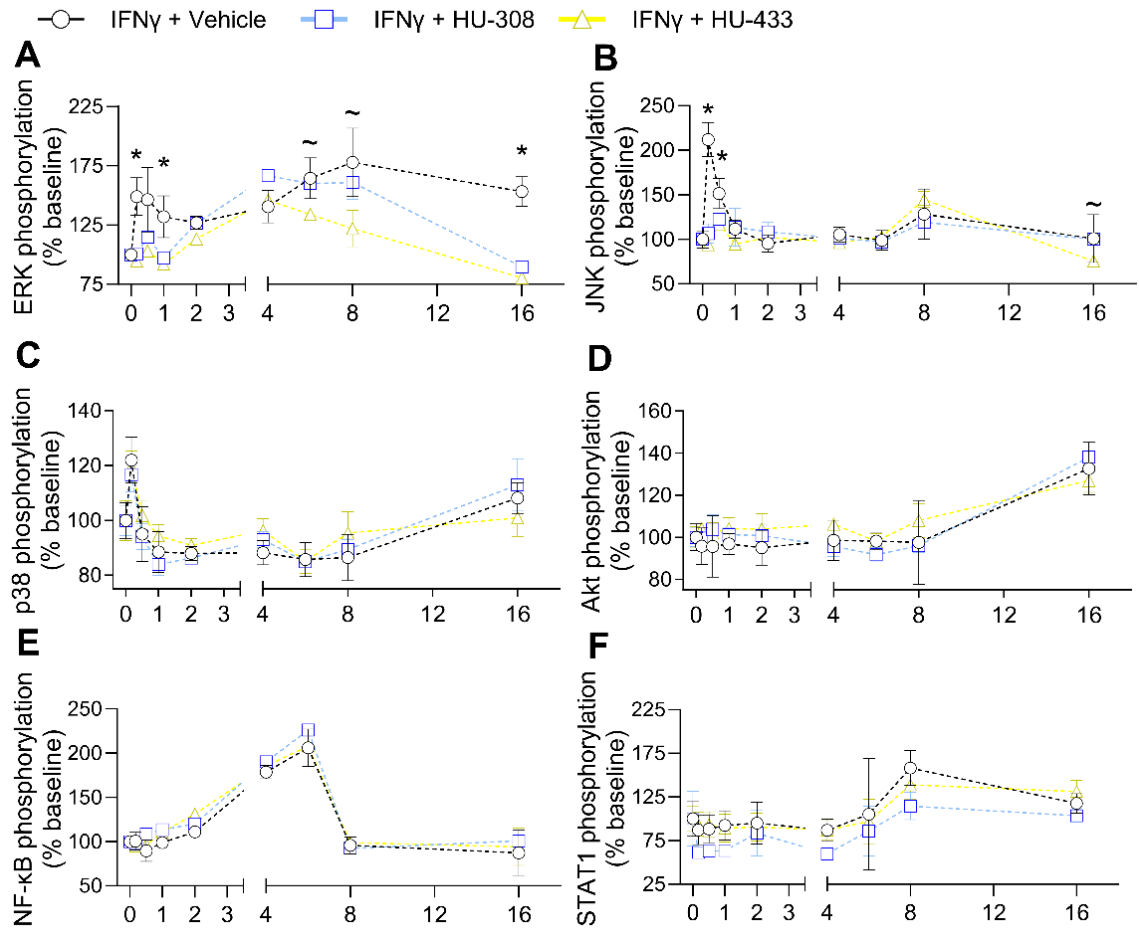 IFNγ + Vehicle IFNγ + HU-308 IFNγ + HU-433
A
ERK phosphorylation
(% baseline)
225
175
125
75
* * ~ ~ *
0 1 2 3 4 8 12 16
B
JNK phosphorylation
(% baseline)
250
200
150
100
50
* * ~
0 1 2 3 4 8 12 16
C
p38 phosphorylation
(% baseline)
140
120
100
80
0 1 2 3 4 8 12 16
D
Akt phosphorylation
(% baseline)
160
140
120
100
80
0 1 2 3 4 8 12 16
E
NF-κB phosphorylation
(% baseline)
250
200
150
100
50
0 1 2 3 4 8 12 16
F
STAT1 phosphorylation
(% baseline)
225
175
125
75
25
0 1 2 3 4 8 12 16